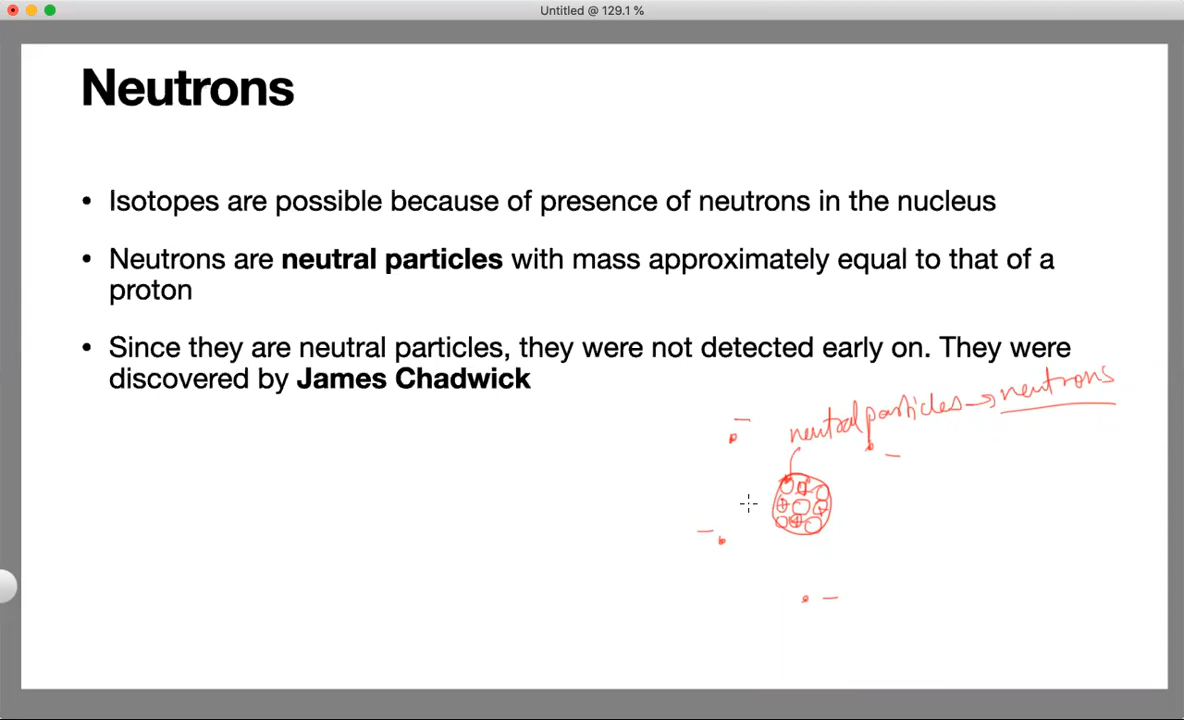 Untitled @ 129.1 %
Neutrons
• Isotopes are possible because of presence of neutrons in the nucleus
• Neutrons are neutral particles with mass approximately equal to that of a
proton
• Since they are neutral particles, they were not detected early on. They were
discovered by James Chadwick
neutral particles → neutrons